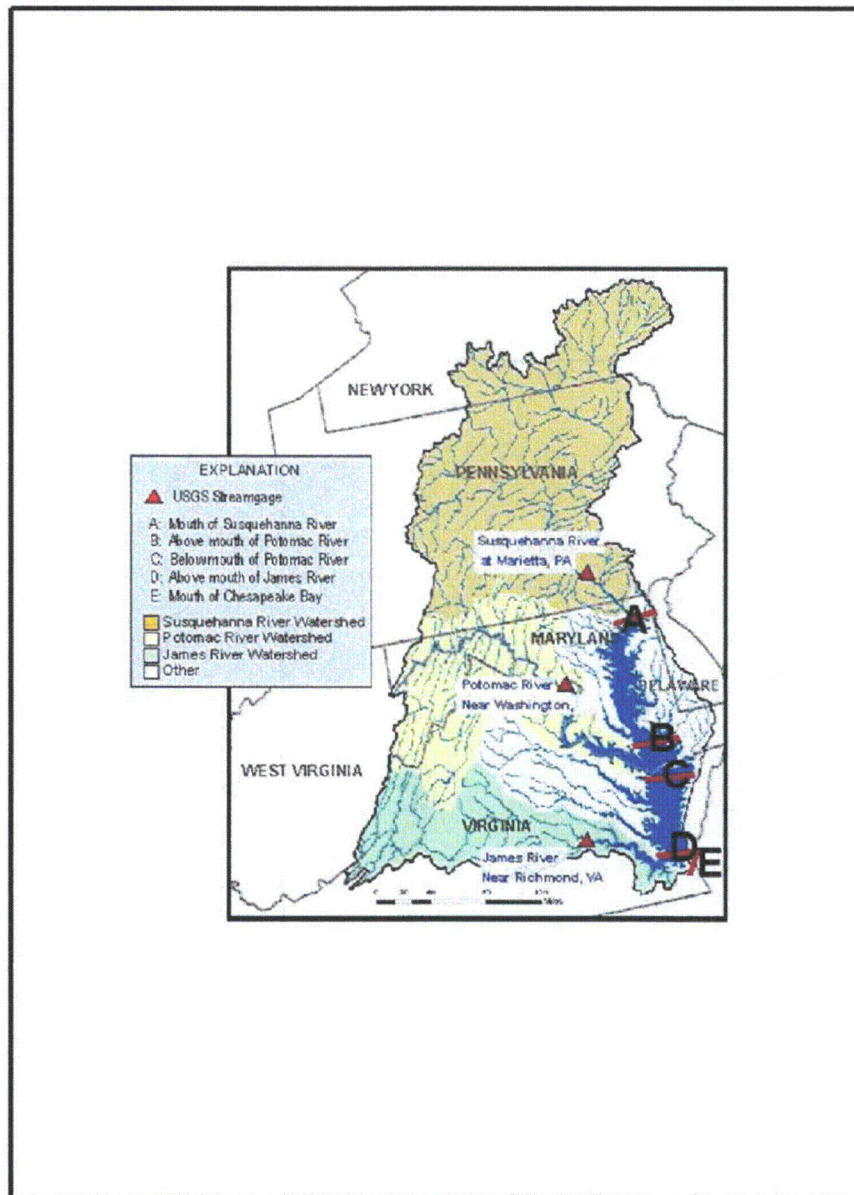 NEW YORK
PENNSYLVANIA
EXPLANATION
USGS Streamgage
A: Mouth of Susquehanna River
B: Above mouth of Potomac River
C: Below mouth of Potomac River
D: Above mouth of James River
E: Mouth of Chesapeake Bay
Susquehanna River Watershed
Potomac River Watershed
James River Watershed
Other
Susquehanna River
at Marietta, PA
A
MARYLAN
Potomac River
Near Washington,
DELAWARE
B
C
WEST VIRGINIA
VIRGINIA
D
E
James River
Near Richmond, VA
0
Miles